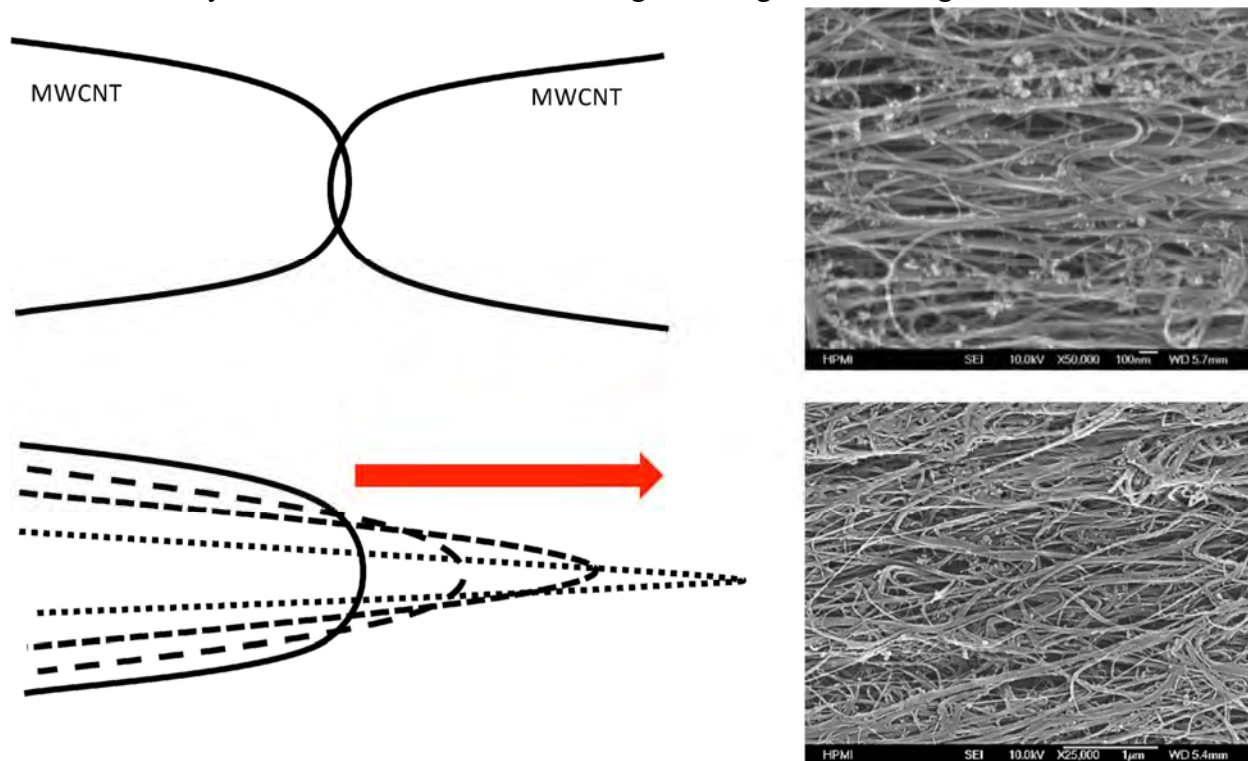 MWCNT
MWCNT
HPMI SEI 10.0kV X50,000 100nm WD 5.7mm
HPMI SEI 10.0kV X25,000 1μm WD 5.4mm